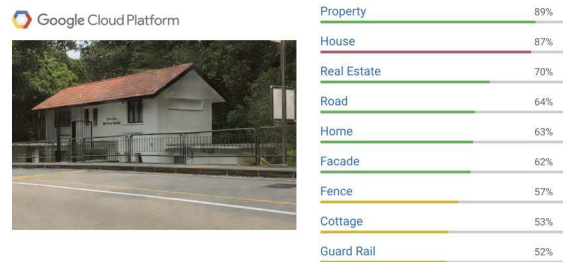 Google Cloud Platform
Property 89%
House 87%
Real Estate 70%
Road 64%
Home 63%
Facade 62%
Fence 57%
Cottage 53%
Guard Rail 52%